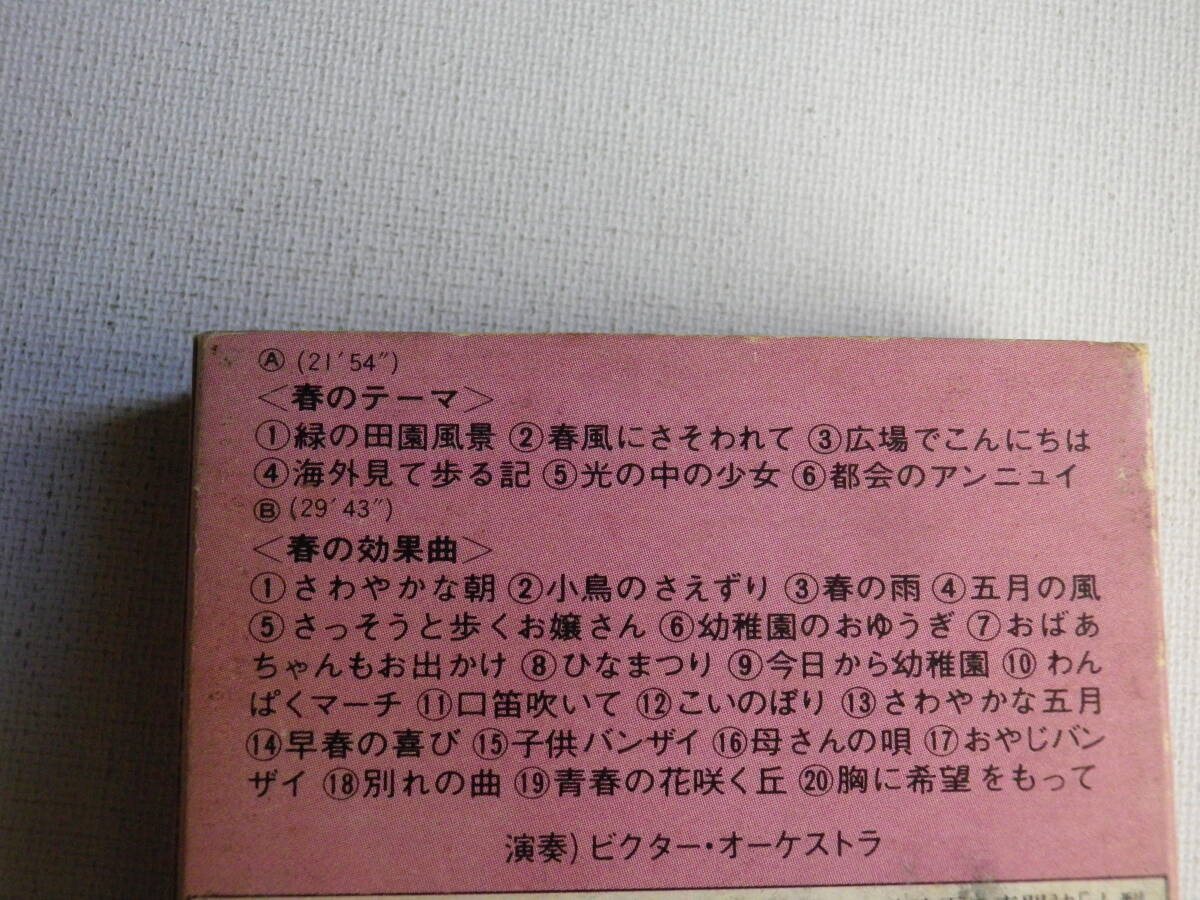 Ⓐ (21′54″)
＜春のテーマ＞
①緑の田園風景 ②春風にさそわれて ③広場でこんにちは
④海外見て歩る記 ⑤光の中の少女 ⑥都会のアンニュイ
Ⓑ (29′43″)
＜春の効果曲＞
①さわやかな朝 ②小鳥のさえずり ③春の雨 ④五月の風
⑤さっそうと歩くお嬢さん ⑥幼稚園のおゆうぎ ⑦おばあ
ちゃんもお出かけ ⑧ひなまつり ⑨今日から幼稚園 ⑩わん
ぱくマーチ ⑪口笛吹いて ⑫こいのぼり ⑬さわやかな五月
⑭早春の喜び ⑮子供バンザイ ⑯母さんの唄 ⑰おやじバン
ザイ ⑱別れの曲 ⑲青春の花咲く丘 ⑳胸に希望をもって
演奏) ビクター・オーケストラ